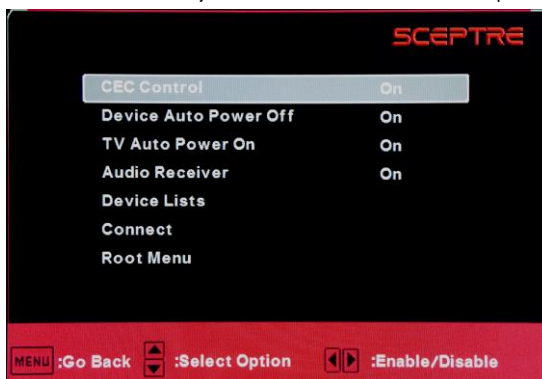 SCEPTRE
CEC Control On
Device Auto Power Off On
TV Auto Power On On
Audio Receiver On
Device Lists
Connect
Root Menu
MENU :Go Back :Select Option :Enable/Disable